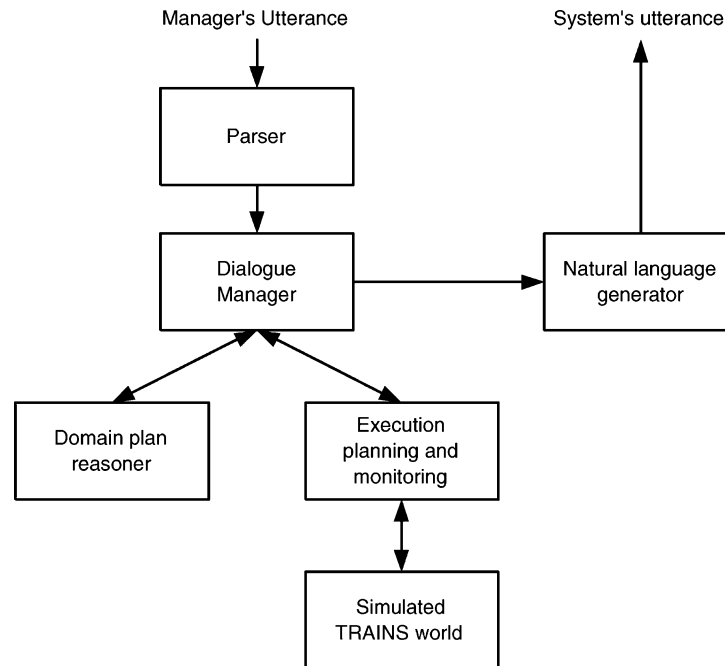 Manager's Utterance
System's utterance
Parser
Dialogue
Manager
Natural language
generator
Domain plan
reasoner
Execution
planning and
monitoring
Simulated
TRAINS world